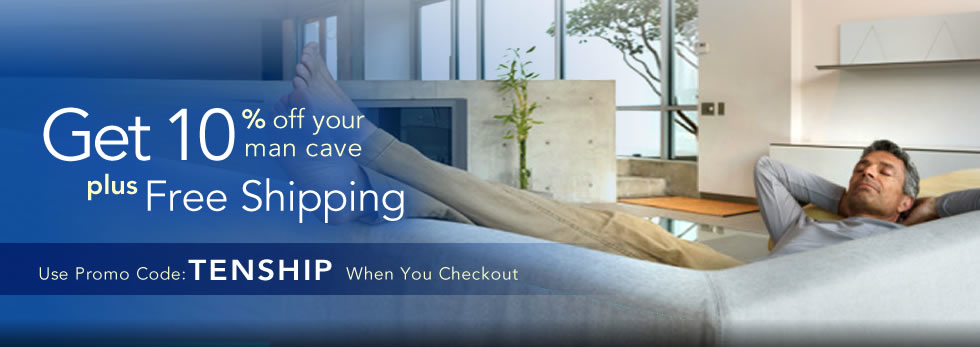 Get 10% off your
man cave
plus Free Shipping
Use Promo Code: TENSHIP When You Checkout